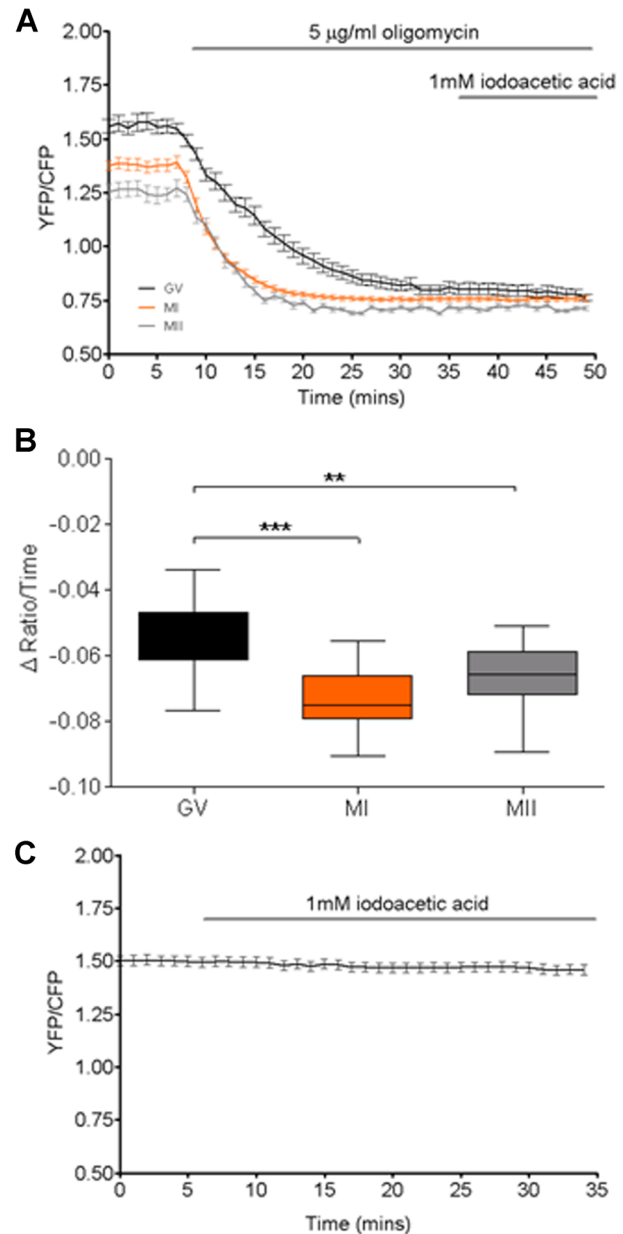 A
2.00
1.75
1.50
1.25
1.00
0.75
0.50
YFP/CFP
5 µg/ml oligomycin
1mM iodoacetic acid
GV
MI
MII
0 5 10 15 20 25 30 35 40 45 50
Time (mins)
B
0.00
-0.02
-0.04
-0.06
-0.08
-0.10
Δ Ratio/Time
**
***
GV MI MII
C
2.00
1.75
1.50
1.25
1.00
0.75
0.50
YFP/CFP
1mM iodoacetic acid
0 5 10 15 20 25 30 35
Time (mins)